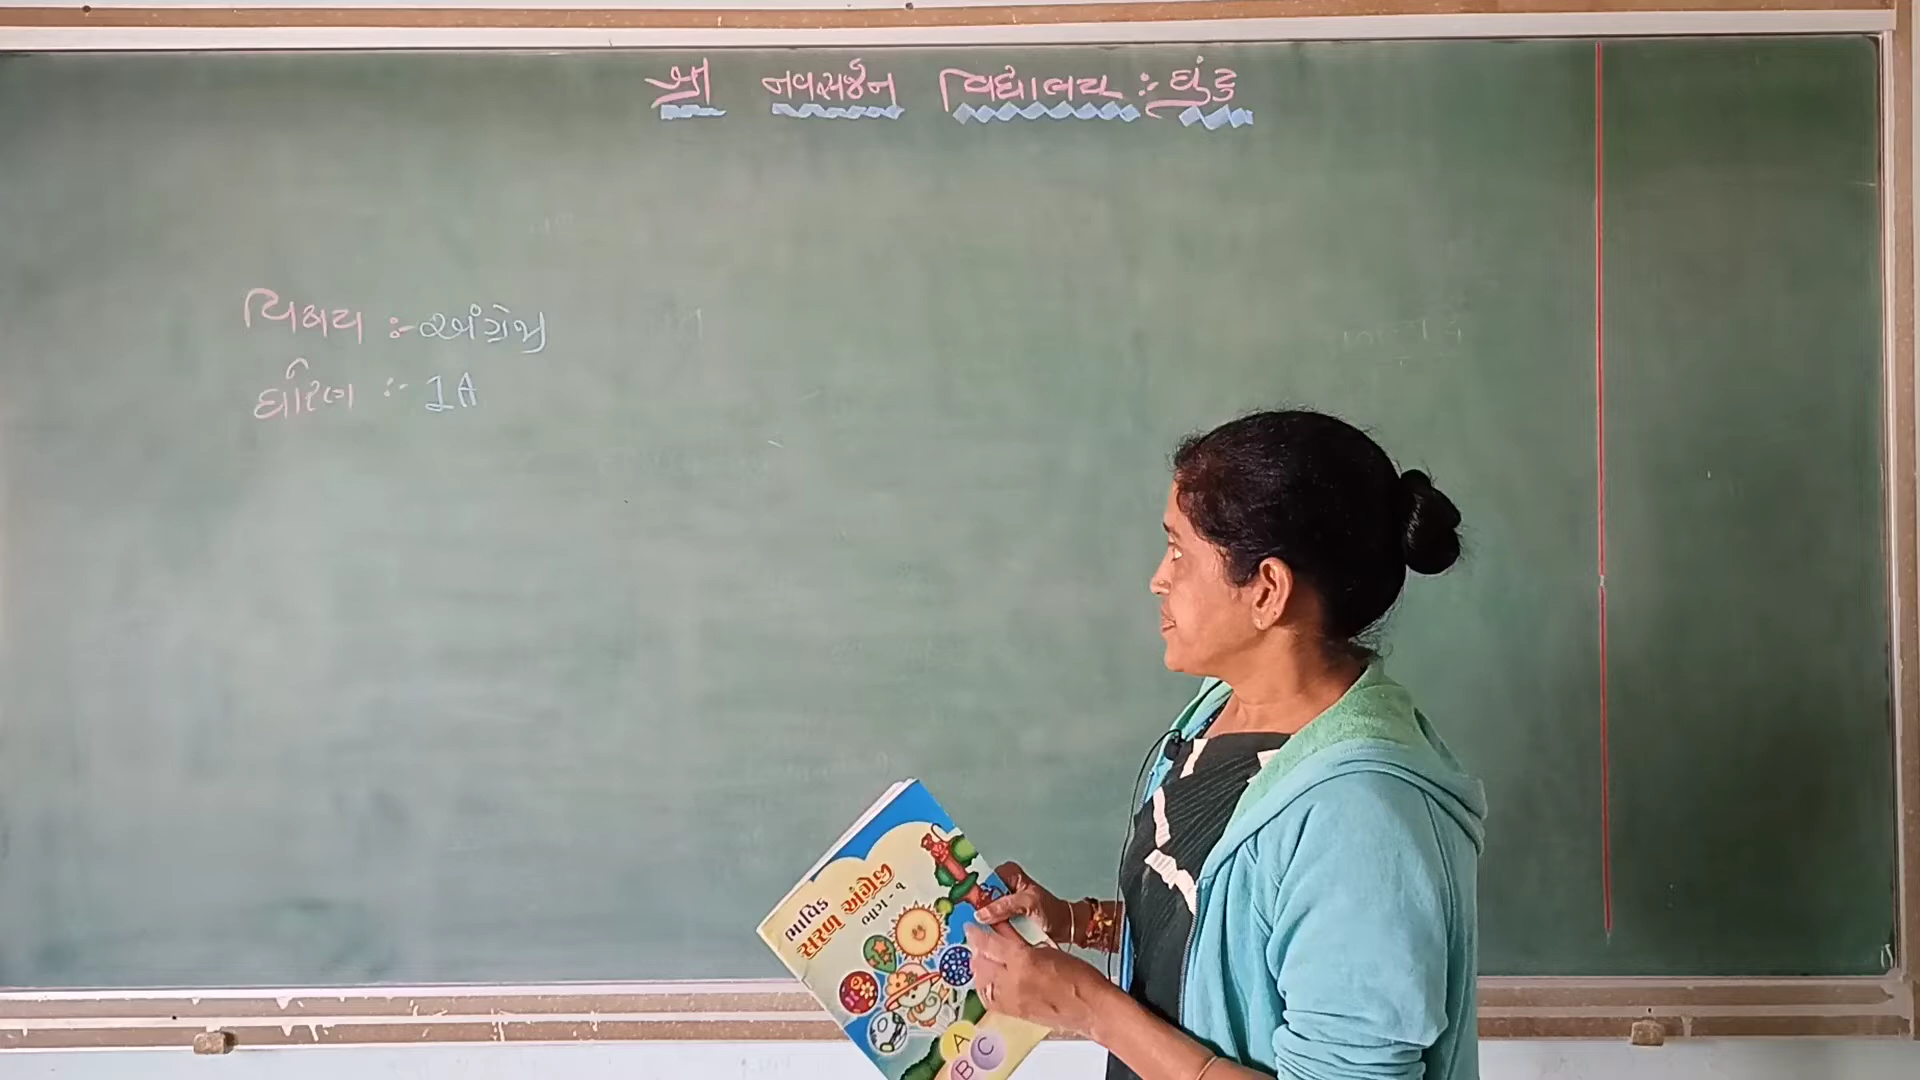 શ્રી નવસર્જન વિદ્યાલય :- ઘુંટુ
વિષય :- અંગ્રેજી
ધોરણ :- 1A
ભાવિક
સરળ અંગ્રેજી
ભાગ - ૧
A
B C